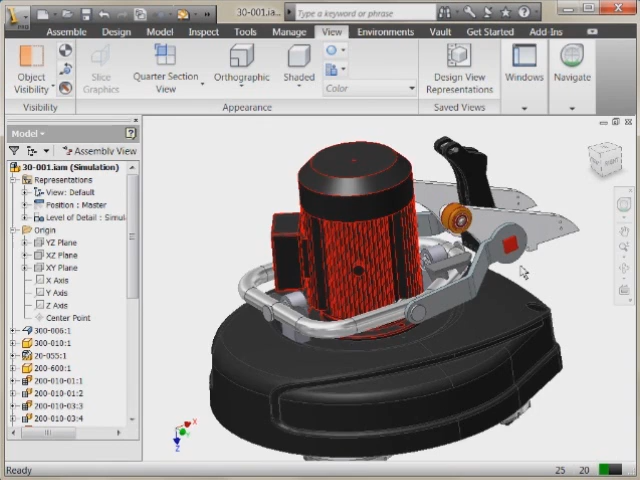 30-001.ia...
Type a keyword or phrase
PRO
Assemble Design Model Inspect Tools Manage View Environments Vault Get Started Add-Ins
Object Visibility
Slice Graphics
Quarter Section View
Orthographic
Shaded
Color
Design View Representations
Windows
Navigate
Visibility Appearance Saved Views
Model
Assembly View
30-001.iam (Simulation)
Representations
View: Default
Position : Master
Level of Detail : Simul
Origin
YZ Plane
XZ Plane
XY Plane
X Axis
Y Axis
Z Axis
Center Point
300-006:1
300-010:1
20-055:1
200-600:1
200-010-01:1
200-010-01:2
200-010-03:3
200-010-03:4
X
Y
Z
Ready 25 20